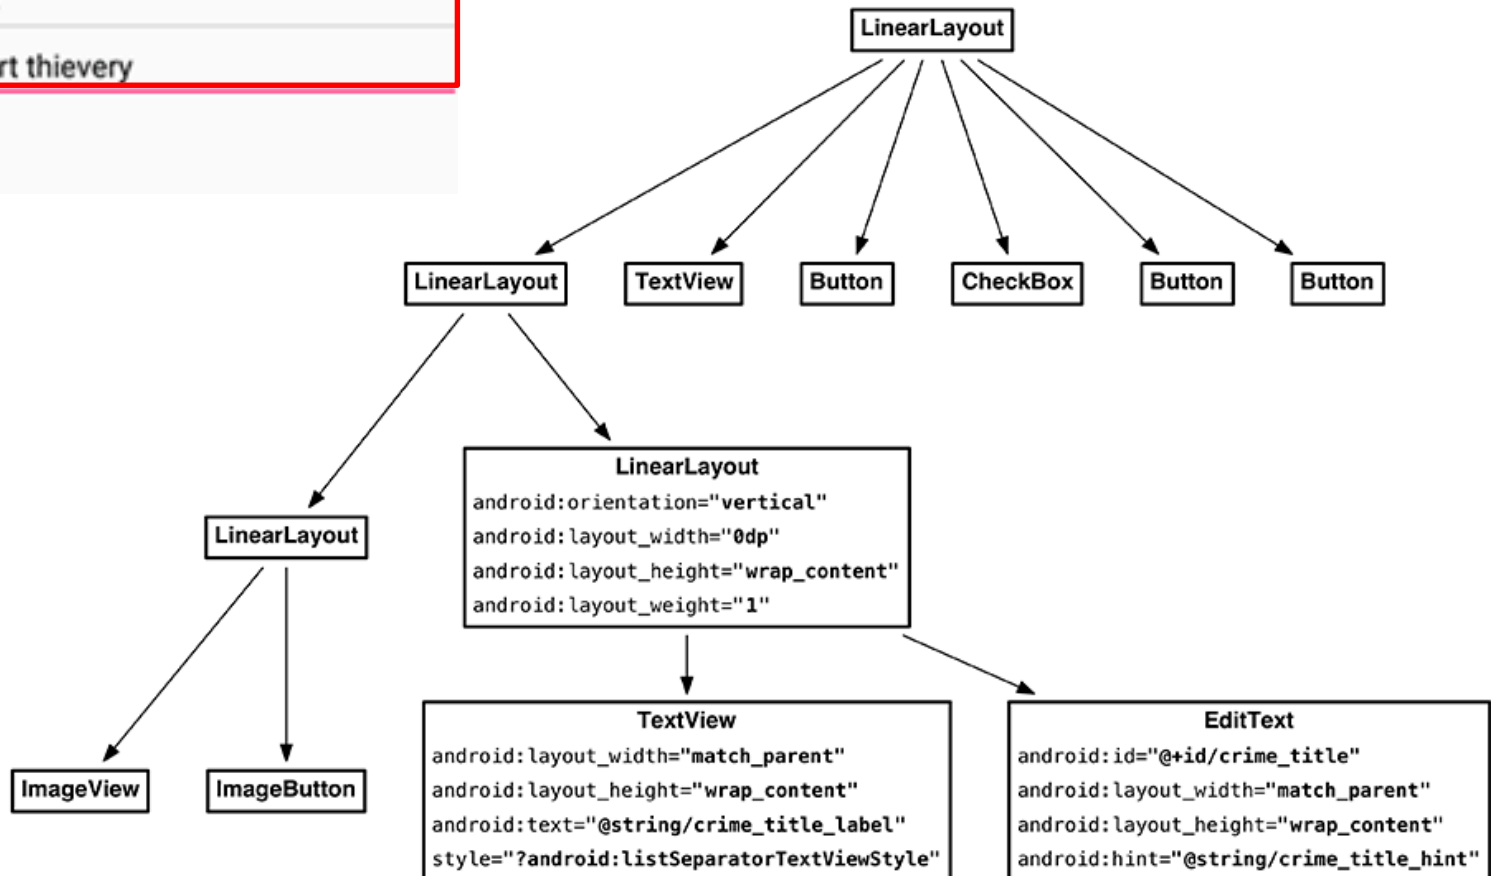 rt thievery
LinearLayout
LinearLayout
TextView
Button
CheckBox
Button
Button
LinearLayout
android:orientation="vertical"
android:layout_width="0dp"
android:layout_height="wrap_content"
android:layout_weight="1"
LinearLayout
ImageView
ImageButton
TextView
android:layout_width="match_parent"
android:layout_height="wrap_content"
android:text="@string/crime_title_label"
style="?android:listSeparatorTextViewStyle"
EditText
android:id="@+id/crime_title"
android:layout_width="match_parent"
android:layout_height="wrap_content"
android:hint="@string/crime_title_hint"